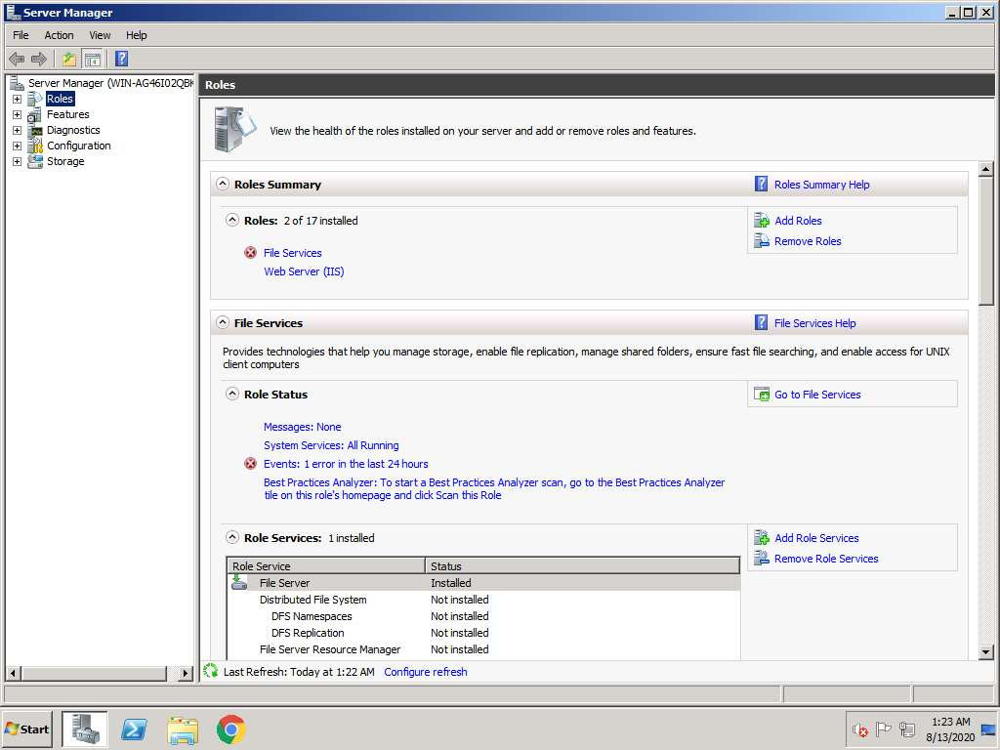 Server Manager
File Action View Help
Server Manager (WIN-AG46I02QBK
Roles
Features
Diagnostics
Configuration
Storage
Roles
View the health of the roles installed on your server and add or remove roles and features.
Roles Summary
Roles Summary Help
Roles: 2 of 17 installed
Add Roles
Remove Roles
File Services
Web Server (IIS)
File Services
File Services Help
Provides technologies that help you manage storage, enable file replication, manage shared folders, ensure fast file searching, and enable access for UNIX
client computers
Role Status
Go to File Services
Messages: None
System Services: All Running
Events: 1 error in the last 24 hours
Best Practices Analyzer: To start a Best Practices Analyzer scan, go to the Best Practices Analyzer
tile on this role's homepage and click Scan this Role
Role Services: 1 installed
Add Role Services
Remove Role Services
Role Service Status
File Server Installed
Distributed File System Not installed
DFS Namespaces Not installed
DFS Replication Not installed
File Server Resource Manager Not installed
Last Refresh: Today at 1:22 AM Configure refresh
Start
1:23 AM
8/13/2020